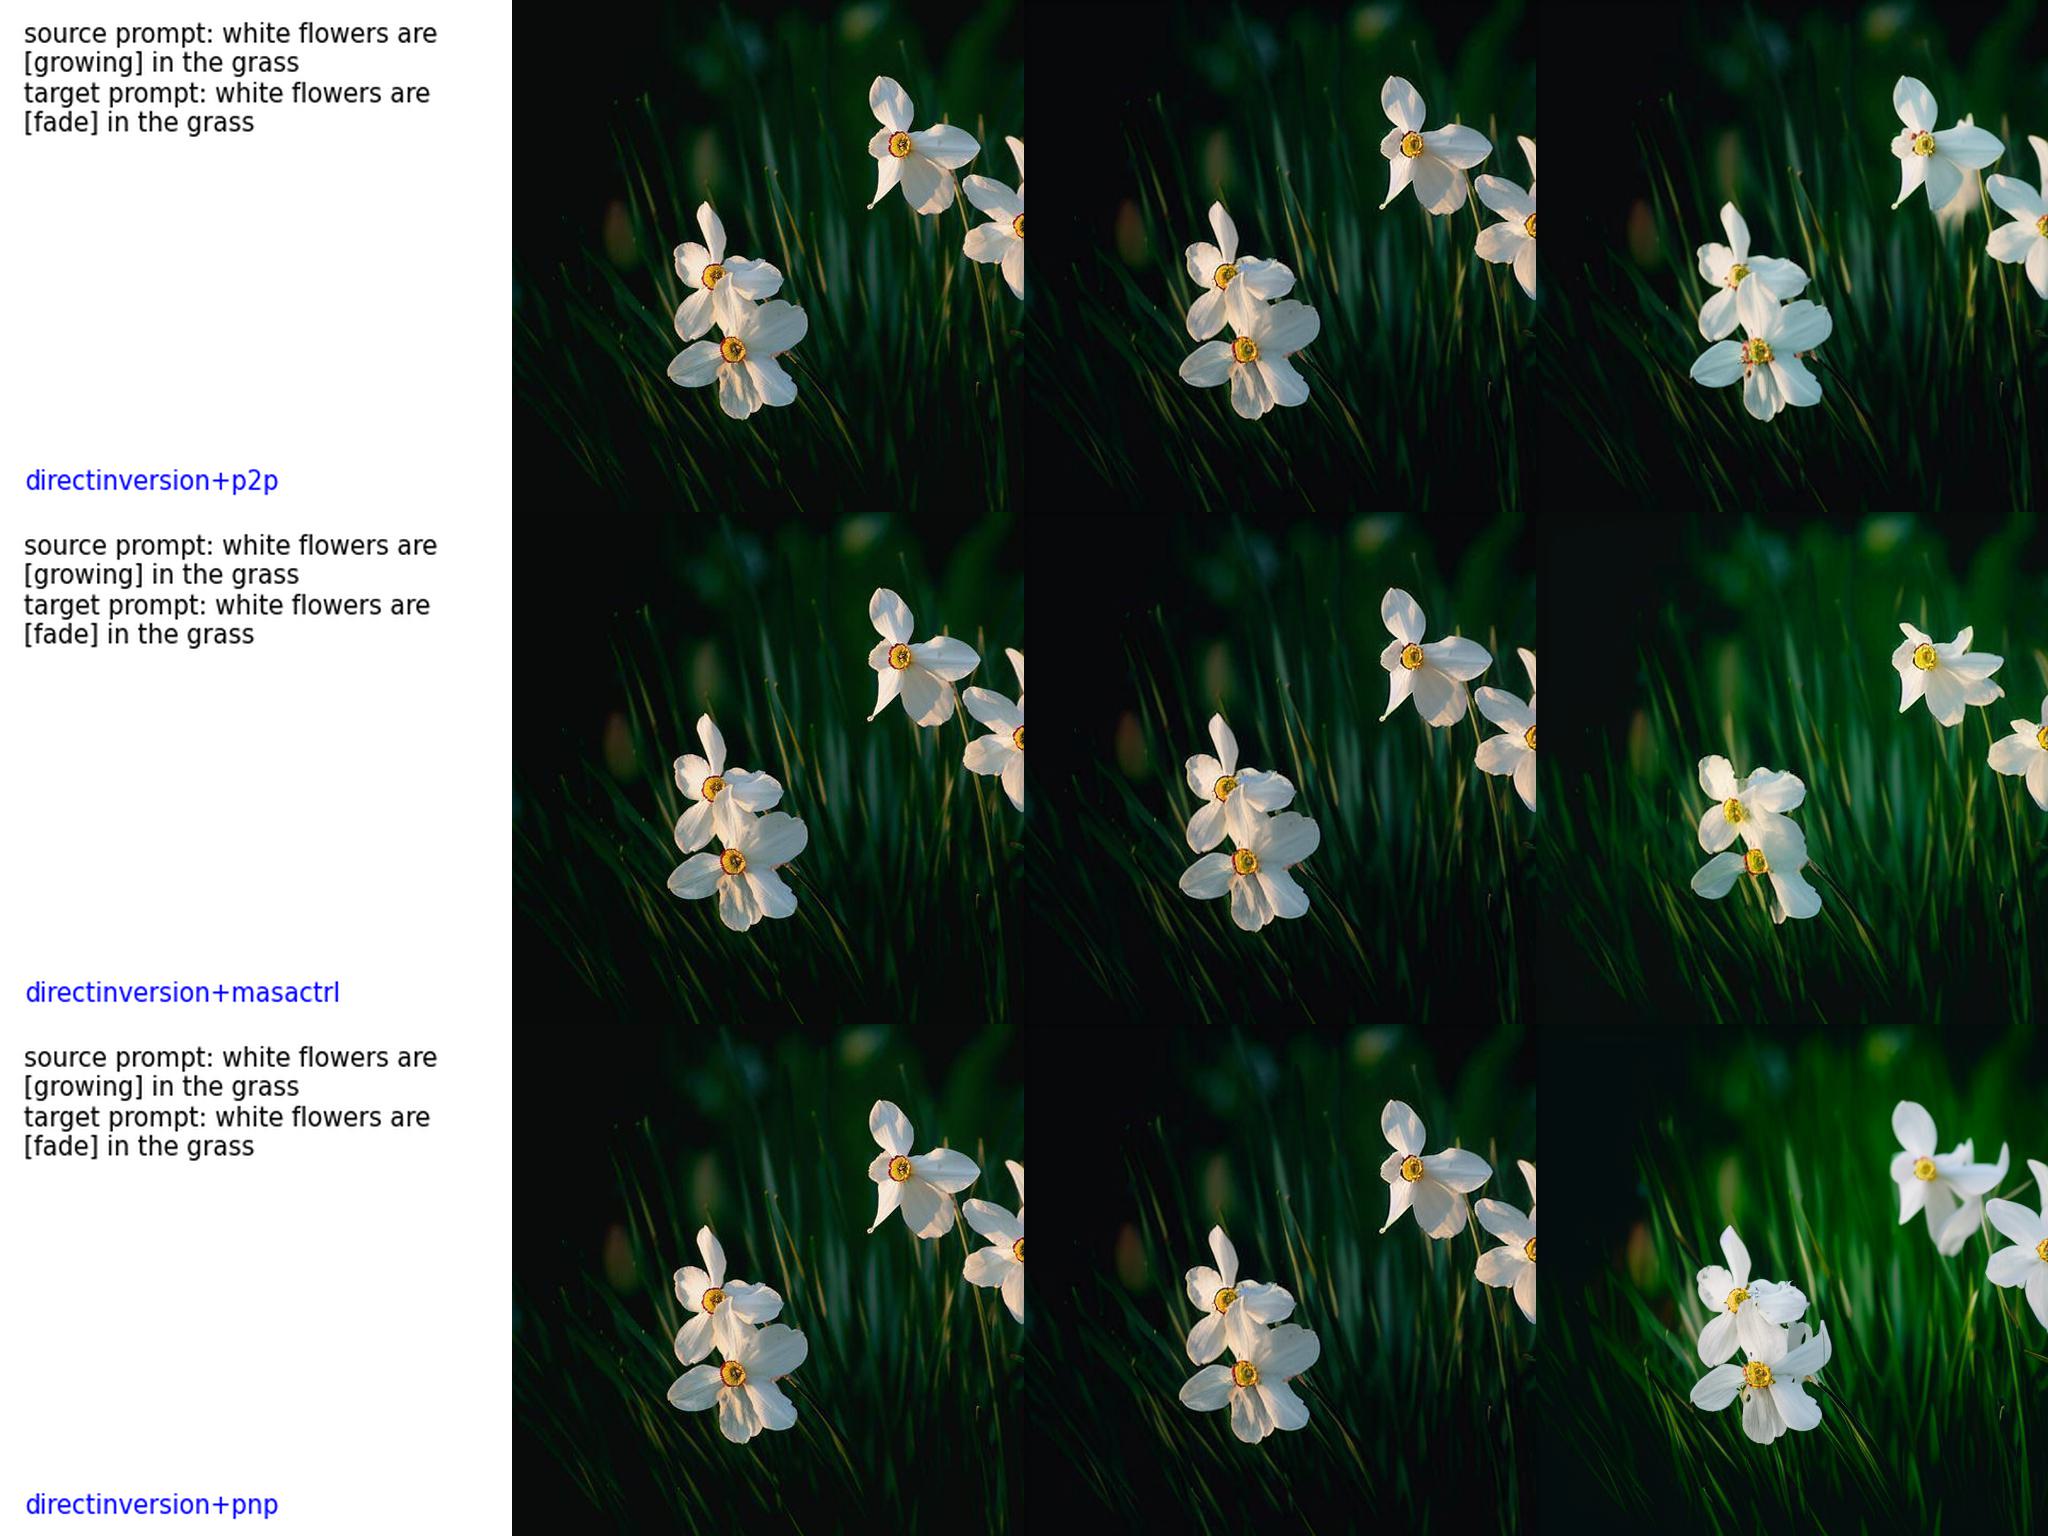 source prompt: white flowers are
[growing] in the grass
target prompt: white flowers are
[fade] in the grass
directinversion+p2p
source prompt: white flowers are
[growing] in the grass
target prompt: white flowers are
[fade] in the grass
directinversion+masactrl
source prompt: white flowers are
[growing] in the grass
target prompt: white flowers are
[fade] in the grass
directinversion+pnp